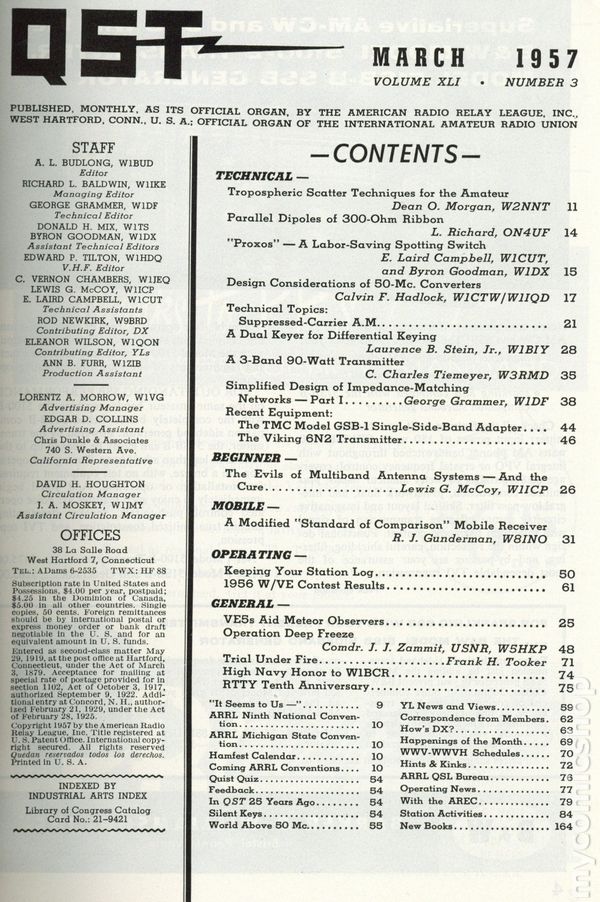 QST
MARCH 1957
VOLUME XLI • NUMBER 3
PUBLISHED, MONTHLY, AS ITS OFFICIAL ORGAN, BY THE AMERICAN RADIO RELAY LEAGUE, INC.,
WEST HARTFORD, CONN., U. S. A.; OFFICIAL ORGAN OF THE INTERNATIONAL AMATEUR RADIO UNION
STAFF
A. L. BUDLONG, W1BUD
Editor
RICHARD L. BALDWIN, W1IKE
Managing Editor
GEORGE GRAMMER, W1DF
Technical Editor
DONALD H. MIX, W1TS
BYRON GOODMAN, W1DX
Assistant Technical Editors
EDWARD P. TILTON, W1HDQ
V.H.F. Editor
C. VERNON CHAMBERS, W1JEQ
LEWIS G. McCOY, W1ICP
E. LAIRD CAMPBELL, W1CUT
Technical Assistants
ROD NEWKIRK, W9BRD
Contributing Editor, DX
ELEANOR WILSON, W1QON
Contributing Editor, YLs
ANN B. FURR, W1ZIB
Production Assistant
LORENTZ A. MORROW, W1VG
Advertising Manager
EDGAR D. COLLINS
Advertising Assistant
Chris Dunkle & Associates
740 S. Western Ave.
California Representative
DAVID H. HOUGHTON
Circulation Manager
J. A. MOSKEY, W1JMY
Assistant Circulation Manager
OFFICES
38 La Salle Road
West Hartford 7, Connecticut
TEL.: ADams 6-2535 TWX: HF 88
Subscription rate in United States and
Possessions, $4.00 per year, postpaid;
$4.25 in the Dominion of Canada,
$5.00 in all other countries. Single
copies, 50 cents. Foreign remittances
should be by international postal or
express money order or bank draft
negotiable in the U. S. and for an
equivalent amount in U. S. funds.
Entered as second-class matter May
29, 1919, at the post office at Hartford,
Connecticut, under the Act of March
3, 1879. Acceptance for mailing at
special rate of postage provided for in
section 1102, Act of October 3, 1917,
authorized September 9, 1922. Addi-
tional entry at Concord, N. H., author-
ized February 21, 1929, under the Act
of February 28, 1925.
Copyright 1957 by the American Radio
Relay League, Inc. Title registered at
U. S. Patent Office. International copy-
right secured. All rights reserved
Quedan reservados todos los derechos.
Printed in U. S. A.
INDEXED BY
INDUSTRIAL ARTS INDEX
Library of Congress Catalog
Card No.: 21-9421
—CONTENTS—
TECHNICAL —
Tropospheric Scatter Techniques for the Amateur
Dean O. Morgan, W2NNT 11
Parallel Dipoles of 300-Ohm Ribbon
L. Richard, ON4UF 14
"Proxos" — A Labor-Saving Spotting Switch
E. Laird Campbell, W1CUT,
and Byron Goodman, W1DX 15
Design Considerations of 50-Mc. Converters
Calvin F. Hadlock, W1CTW/W1IQD 17
Technical Topics:
Suppressed-Carrier A.M. 21
A Dual Keyer for Differential Keying
Laurence B. Stein, Jr., W1BIY 28
A 3-Band 90-Watt Transmitter
C. Charles Tiemeyer, W3RMD 35
Simplified Design of Impedance-Matching
Networks — Part I George Grammer, W1DF 38
Recent Equipment:
The TMC Model GSB-1 Single-Side-Band Adapter 44
The Viking 6N2 Transmitter 46
BEGINNER —
The Evils of Multiband Antenna Systems — And the
Cure Lewis G. McCoy, W1ICP 26
MOBILE —
A Modified "Standard of Comparison" Mobile Receiver
R. J. Gunderman, W8INO 31
OPERATING —
Keeping Your Station Log 50
1956 W/VE Contest Results 61
GENERAL —
VE5s Aid Meteor Observers 25
Operation Deep Freeze
Comdr. J. J. Zammit, USNR, W5HKP 48
Trial Under Fire Frank H. Tooker 71
High Navy Honor to W1BCR 74
RTTY Tenth Anniversary 75
"It Seems to Us —" 9
ARRL Ninth National Conven-
tion 10
ARRL Michigan State Conven-
tion 10
Hamfest Calendar 10
Coming ARRL Conventions 10
Quist Quiz 54
Feedback 54
In QST 25 Years Ago 54
Silent Keys 54
World Above 50 Mc. 55
YL News and Views 59
Correspondence from Members 62
How's DX? 63
Happenings of the Month 69
WWV-WWVH Schedules 70
Hints & Kinks 72
ARRL QSL Bureau 76
Operating News 77
With the AREC 79
Station Activities 84
New Books 164
mycomicshop